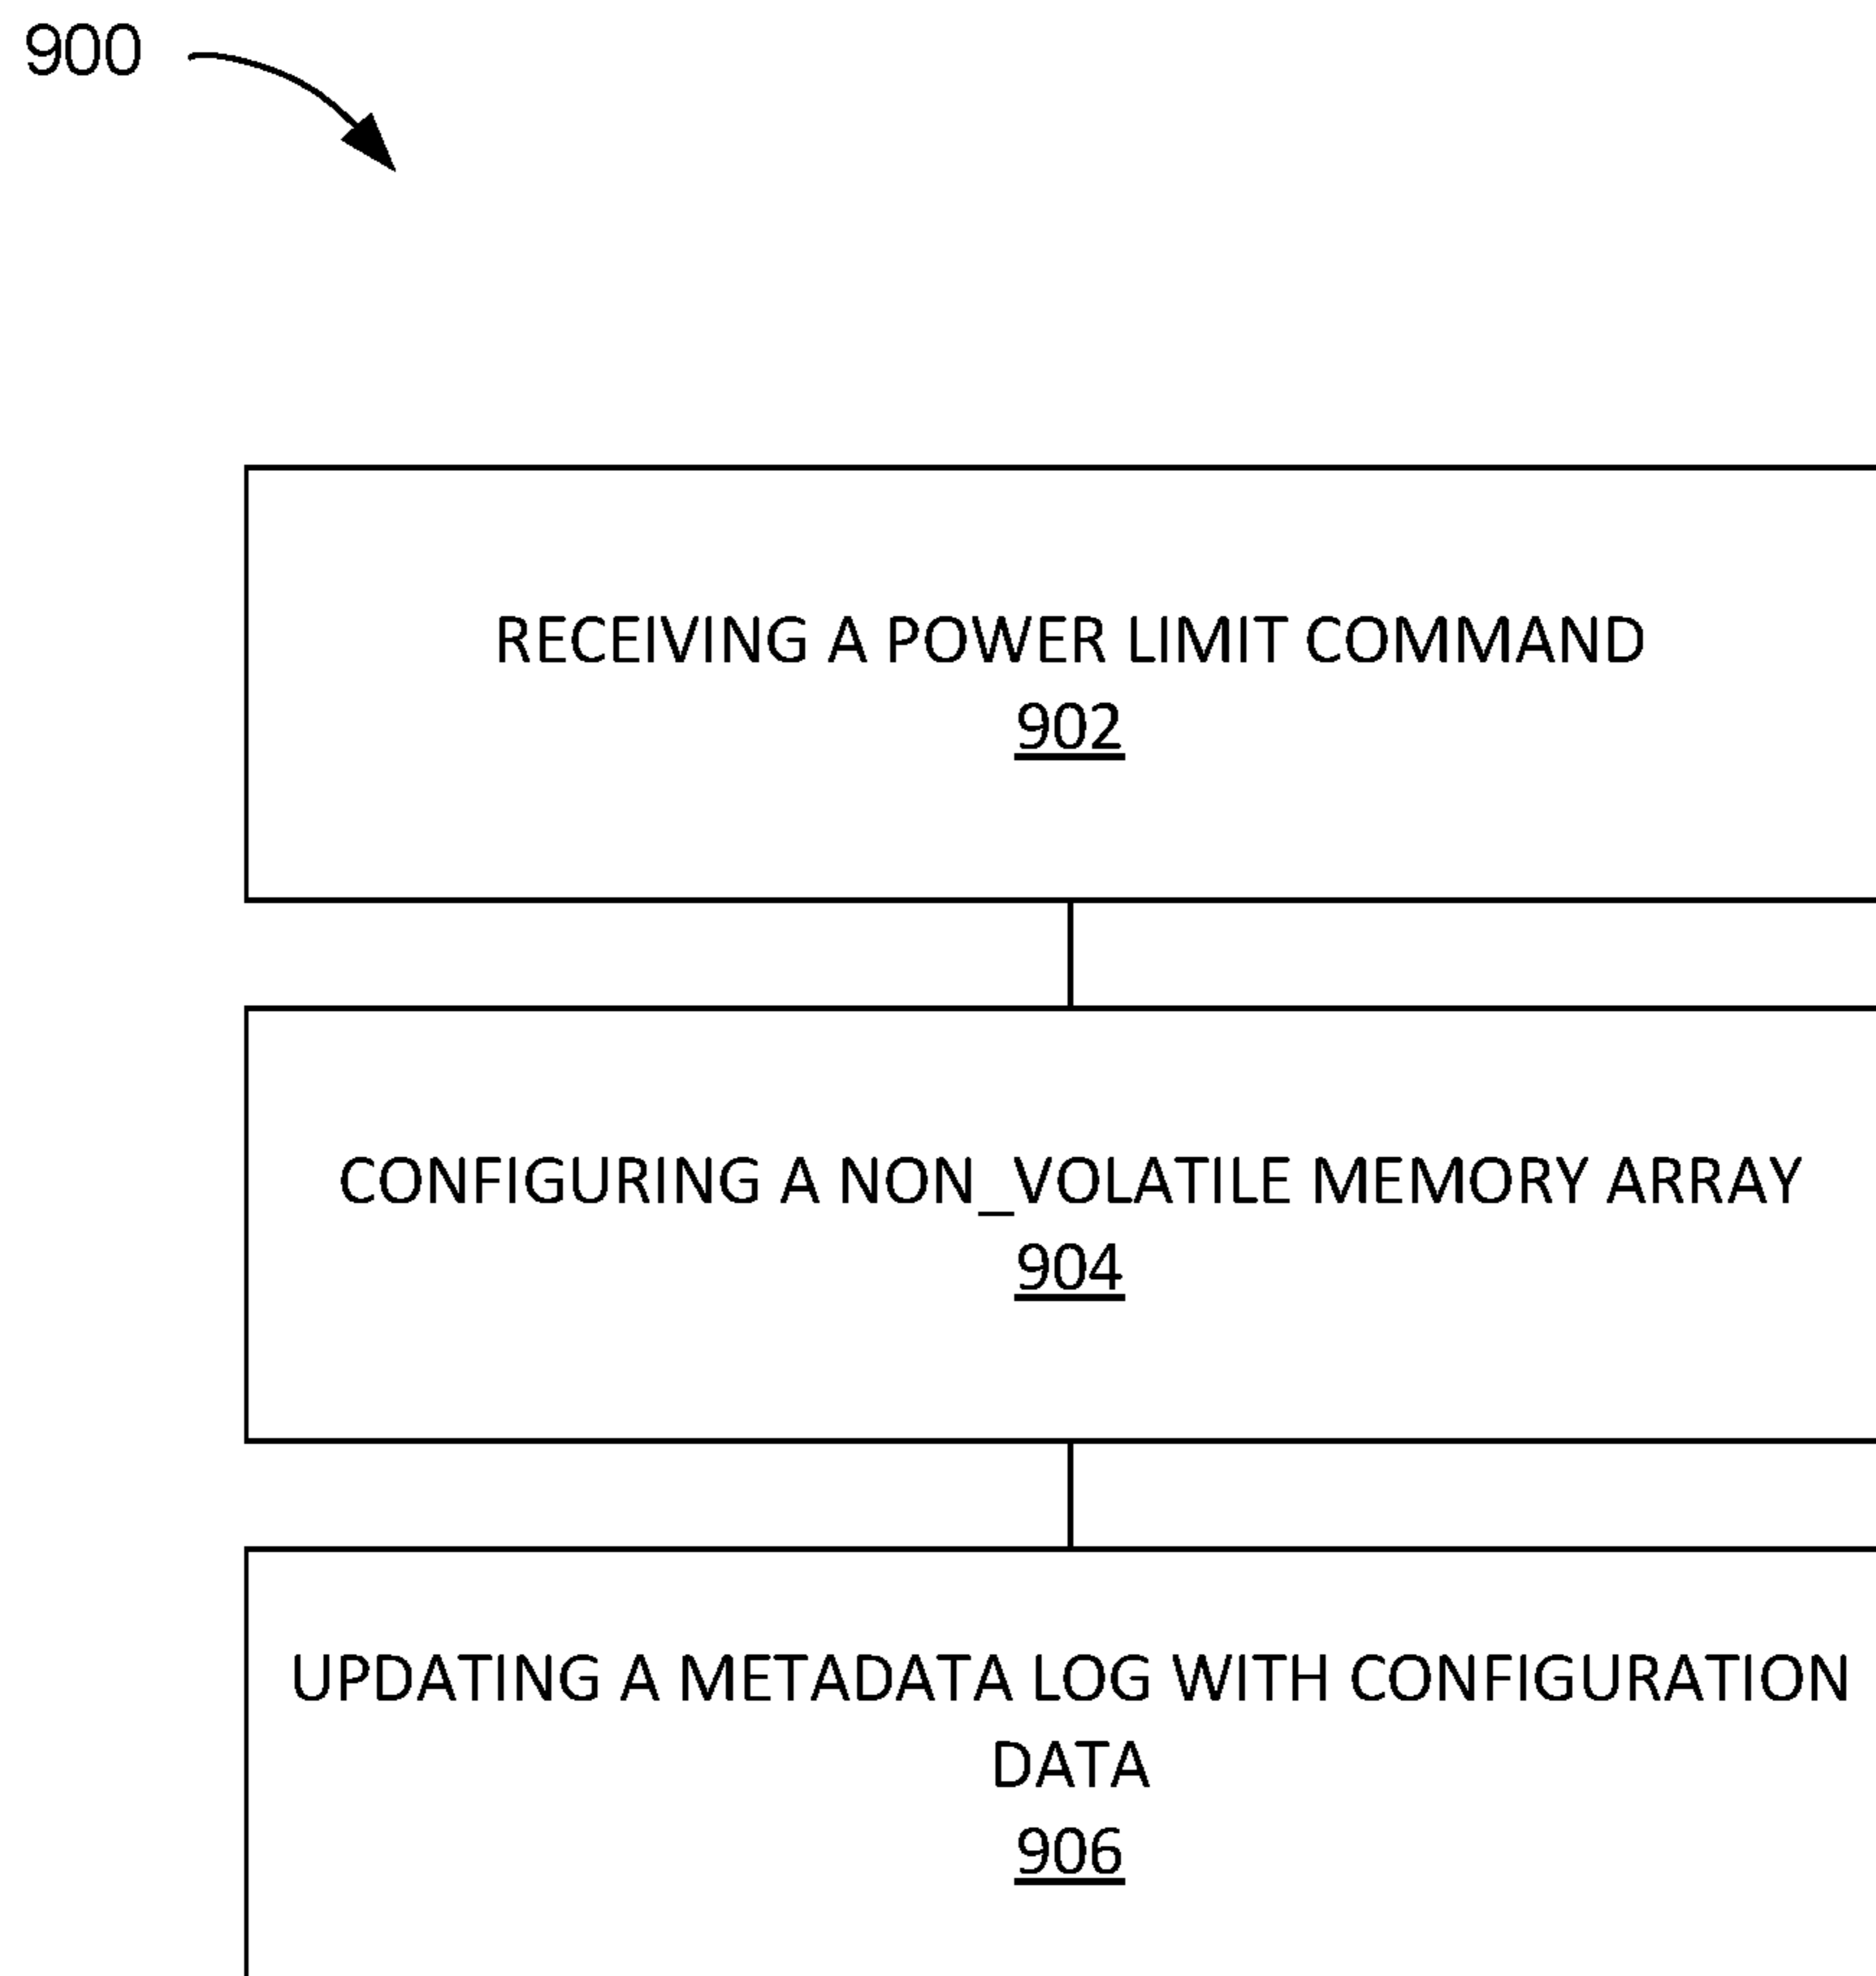 900
RECEIVING A POWER LIMIT COMMAND
902
CONFIGURING A NON_VOLATILE MEMORY ARRAY
904
UPDATING A METADATA LOG WITH CONFIGURATION
DATA
906